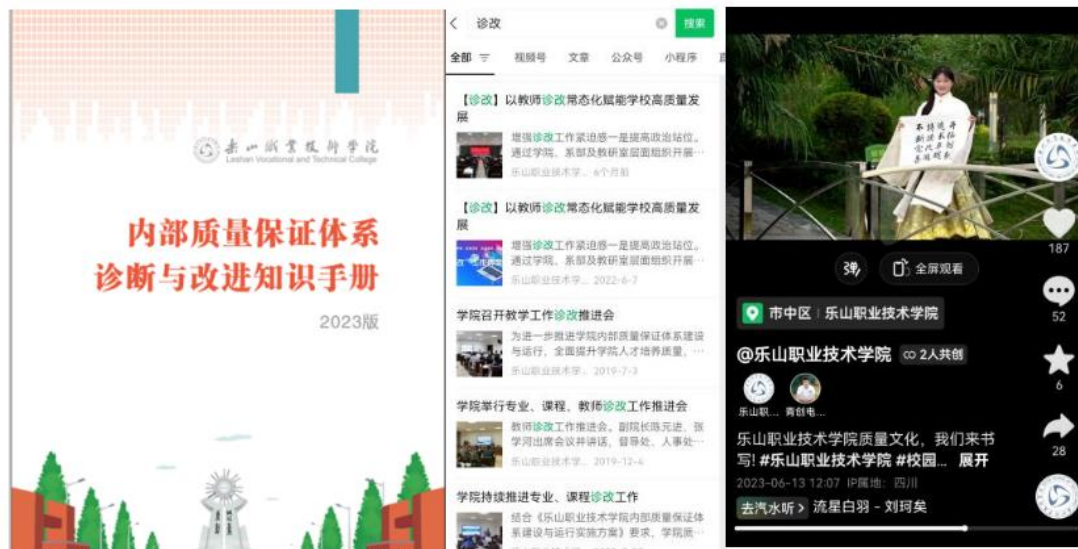 乐山职业技术学院
Leshan Vocational and Technical College
内部质量保证体系
诊断与改进知识手册
2023版
诊改
搜索
全部
视频号
文章
公众号
小程序
【诊改】以教师诊改常态化赋能学校高质量发
展
增强诊改工作紧迫感一是提高政治站位。
通过学院、系部及教研室层面组织开展…
乐山职业技术学… 6个月前
【诊改】以教师诊改常态化赋能学校高质量发
展
增强诊改工作紧迫感一是提高政治站位。
通过学院、系部及教研室层面组织开展…
乐山职业技术学… 2022-6-7
学院召开教学工作诊改推进会
为进一步推进学院内部质量保证体系建设
与运行，全面提升学院人才培养质量，…
乐山职业技术学… 2019-7-3
学院举行专业、课程、教师诊改工作推进会
教师诊改工作推进会。副院长陈元进、张
学河出席会议并讲话，督导处、人事处…
乐山职业技术学… 2019-12-4
学院持续推进专业、课程诊改工作
结合《乐山职业技术学院内部质量保证体
系建设与运行实施方案》要求，学院质…
不持追寻
断续求标
完改卓创
善进越新
弹
全屏观看
187
52
6
28
市中区 | 乐山职业技术学院
@乐山职业技术学院 2人共创
乐山职... 青创电...
乐山职业技术学院质量文化，我们来书
写! #乐山职业技术学院 #校园... 展开
2023-06-13 12:07 IP属地：四川
去汽水听 > 流星白羽 - 刘珂矣